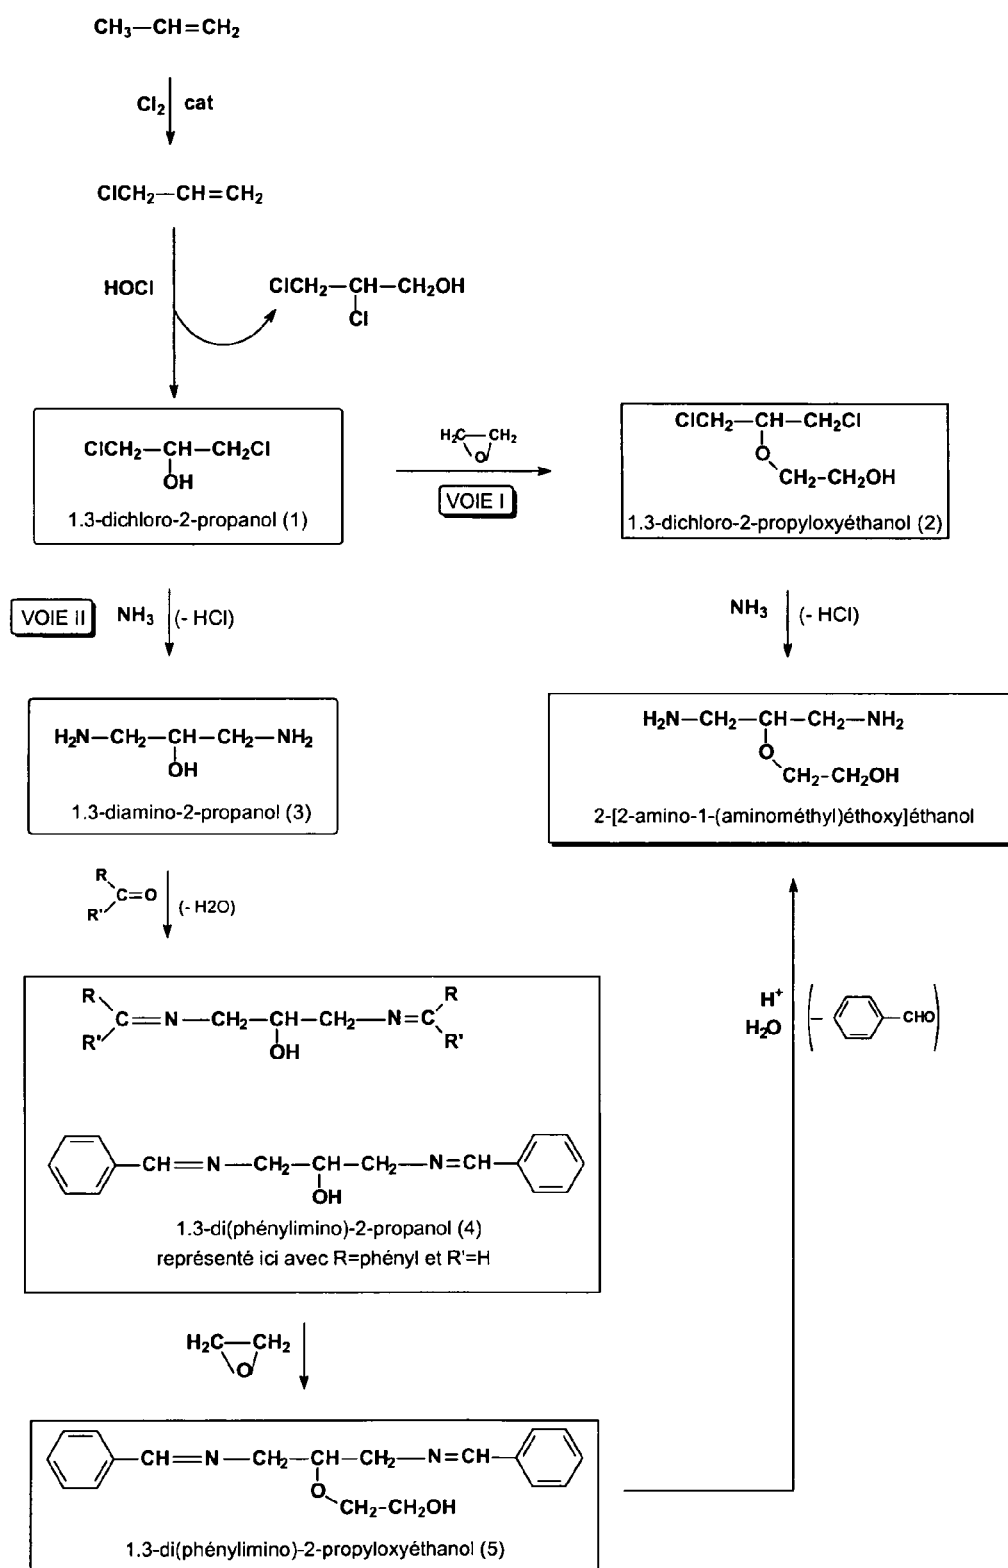 CH₃—CH=CH₂
Cl₂ cat
ClCH₂—CH=CH₂
HOCl
ClCH₂—CH—CH₂OH
Cl
ClCH₂—CH—CH₂Cl
OH
1.3-dichloro-2-propanol (1)
H₂C—CH₂
O
VOIE I
ClCH₂—CH—CH₂Cl
O
CH₂-CH₂OH
1.3-dichloro-2-propyloxyéthanol (2)
VOIE II NH₃ (- HCl)
NH₃ (- HCl)
H₂N—CH₂—CH—CH₂—NH₂
OH
1.3-diamino-2-propanol (3)
H₂N—CH₂—CH—CH₂—NH₂
O
CH₂-CH₂OH
2-[2-amino-1-(aminométhyl)éthoxy]éthanol
R
C=O
R'
(- H2O)
R R
C=N—CH₂—CH—CH₂—N=C
R' OH R'
H⁺
H₂O
(- CHO)
CH=N—CH₂—CH—CH₂—N=CH
OH
1.3-di(phénylimino)-2-propanol (4)
représenté ici avec R=phényl et R'=H
H₂C—CH₂
O
CH=N—CH₂—CH—CH₂—N=CH
O
CH₂-CH₂OH
1.3-di(phénylimino)-2-propyloxyéthanol (5)